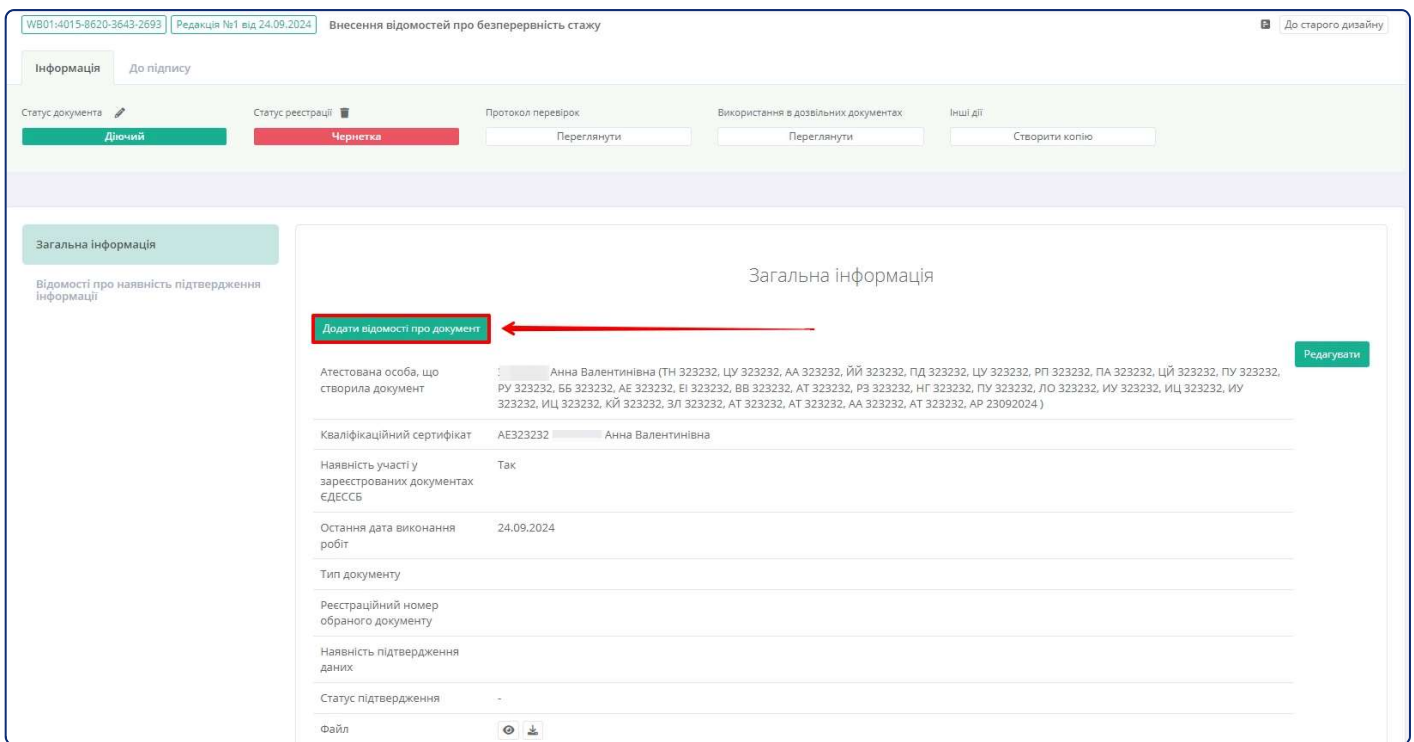 WB01:4015-8620-3643-2693 Редакція №1 від 24.09.2024 Внесення відомостей про безперервність стажу До старого дизайну
Інформація До підпису
Статус документа Статус реєстрації Протокол перевірок Використання в дозвільних документах Інші дії
Діючий Чернетка Переглянути Переглянути Створити копію
Загальна інформація
Відомості про наявність підтвердження
інформації
Загальна інформація
Додати відомості про документ
Редагувати
Атестована особа, що Анна Валентинівна (ТН 323232, ЦУ 323232, АА 323232, ЙЙ 323232, ПД 323232, ЦУ 323232, РП 323232, ПА 323232, ЦЙ 323232, ПУ 323232,
створила документ РУ 323232, ББ 323232, АЕ 323232, ЕІ 323232, ВВ 323232, АТ 323232, РЗ 323232, НГ 323232, ПУ 323232, ЛО 323232, ИУ 323232, ИЦ 323232, ИУ
323232, ИЦ 323232, КЙ 323232, ЗЛ 323232, АТ 323232, АТ 323232, АА 323232, АТ 323232, АР 23092024 )
Кваліфікаційний сертифікат АЕ323232 Анна Валентинівна
Наявність участі у Так
зареєстрованих документах
ЄДЕССБ
Остання дата виконання 24.09.2024
робіт
Тип документу
Реєстраційний номер
обраного документу
Наявність підтвердження
даних
Статус підтвердження -
Файл